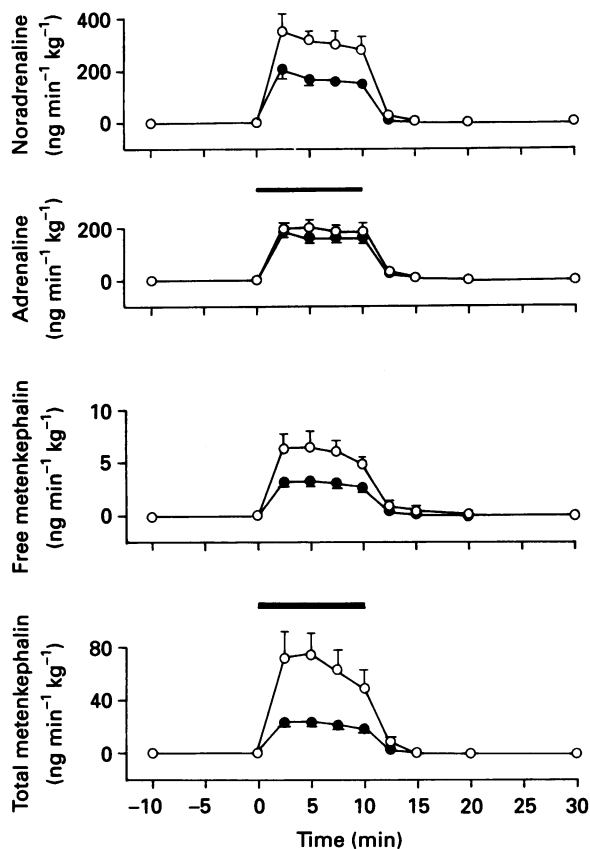 Noradrenaline
(ng min⁻¹ kg⁻¹)
400
200
0
Adrenaline
(ng min⁻¹ kg⁻¹)
200
0
Free metenkephalin
(ng min⁻¹ kg⁻¹)
10
5
0
Total metenkephalin
(ng min⁻¹ kg⁻¹)
80
40
0
–10 –5 0 5 10 15 20 25 30
Time (min)